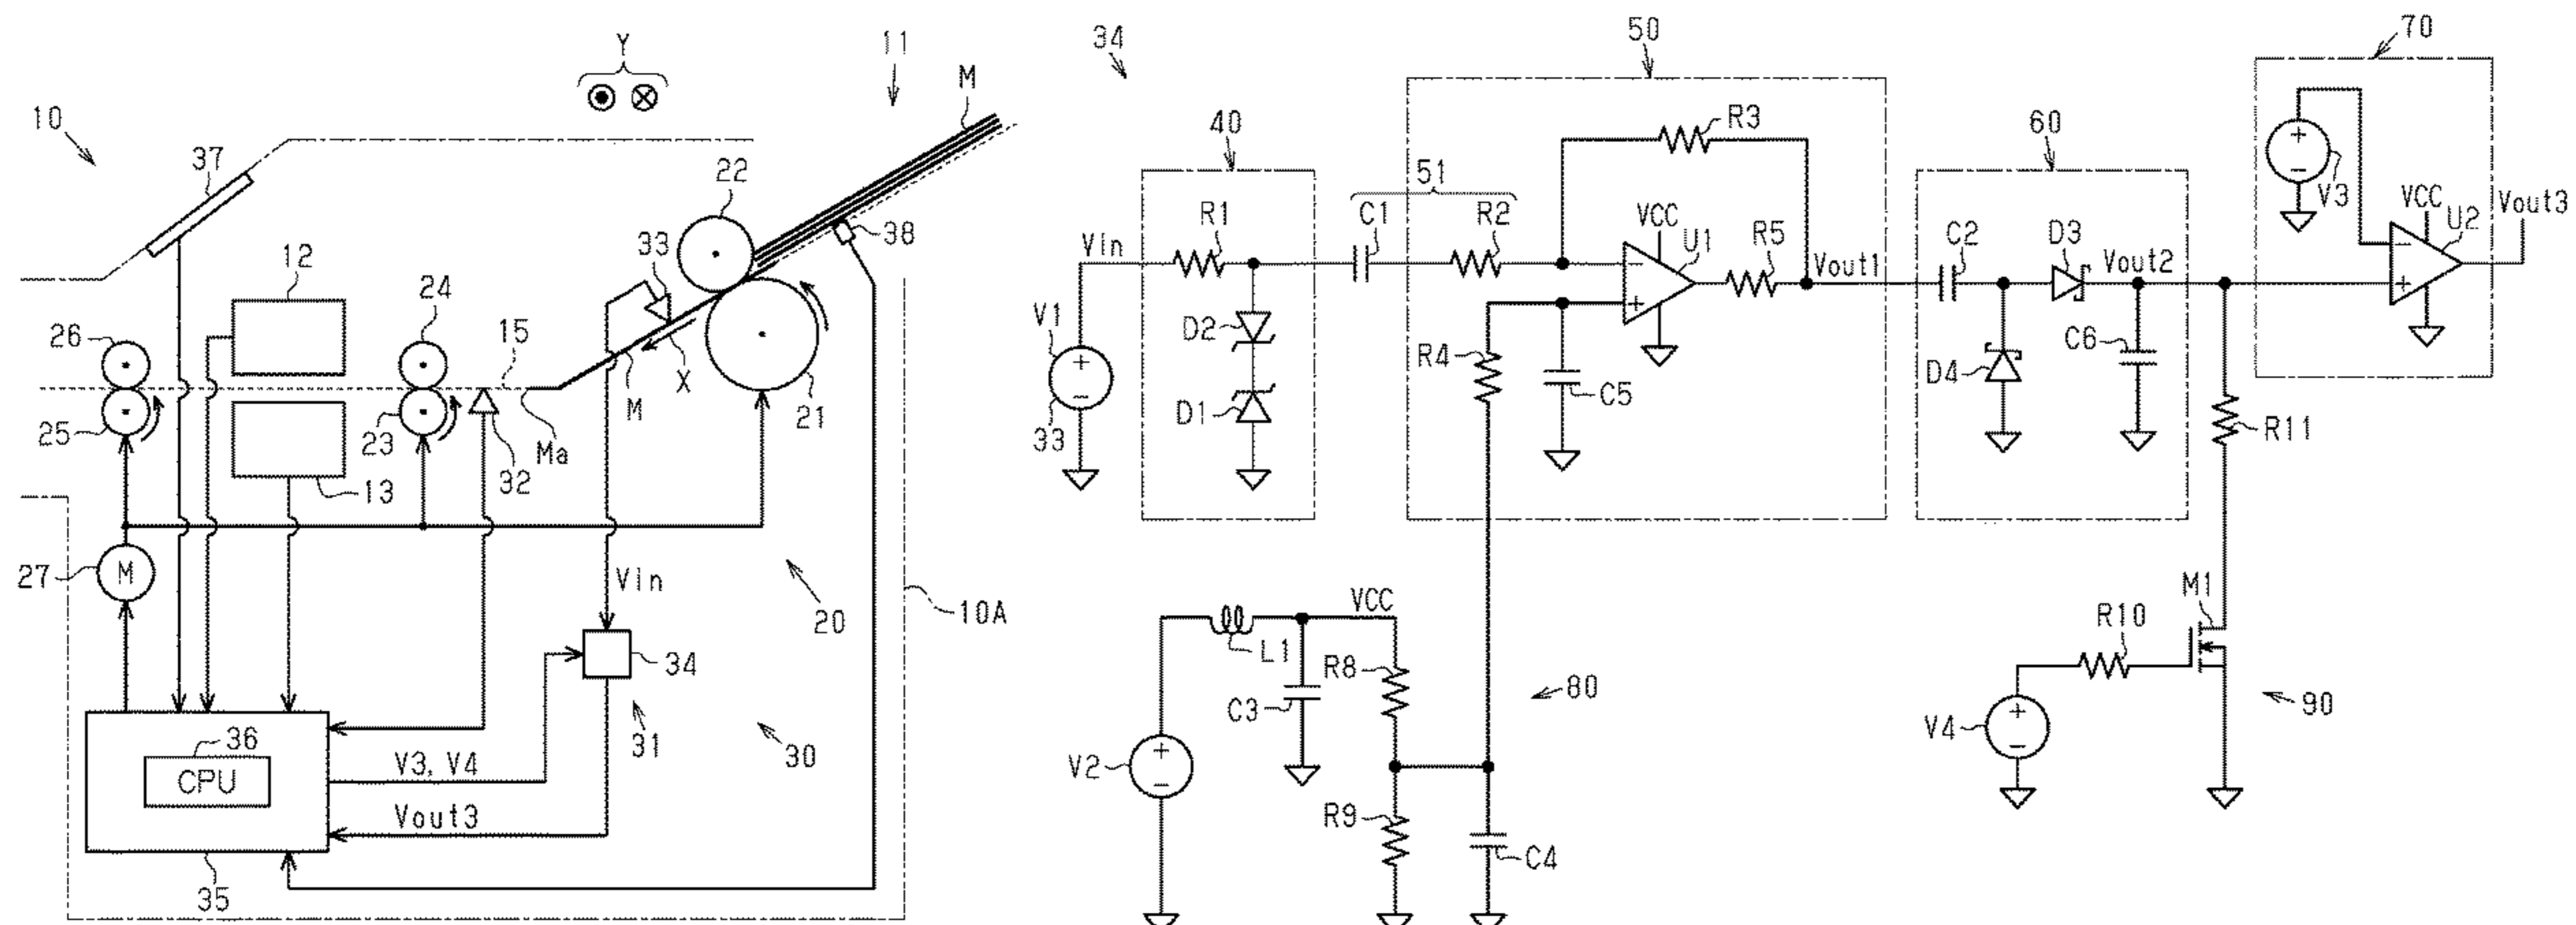 Y
11
M
10
37
22
38
33
12
24
26
15
X
M
21
25
23
Ma
32
13
27
M
Vin
20
10A
34
31
30
36
CPU
V3, V4
Vout3
35
34
50
70
40
60
51
R3
VCC
V3
Vout3
VCC
U2
Vin
R1
C1
R2
U1
R5
Vout1
C2
D3
Vout2
V1
D2
R4
C5
D4
C6
33
D1
R11
VCC
M1
L1
R10
R8
80
C3
90
V4
V2
R9
C4